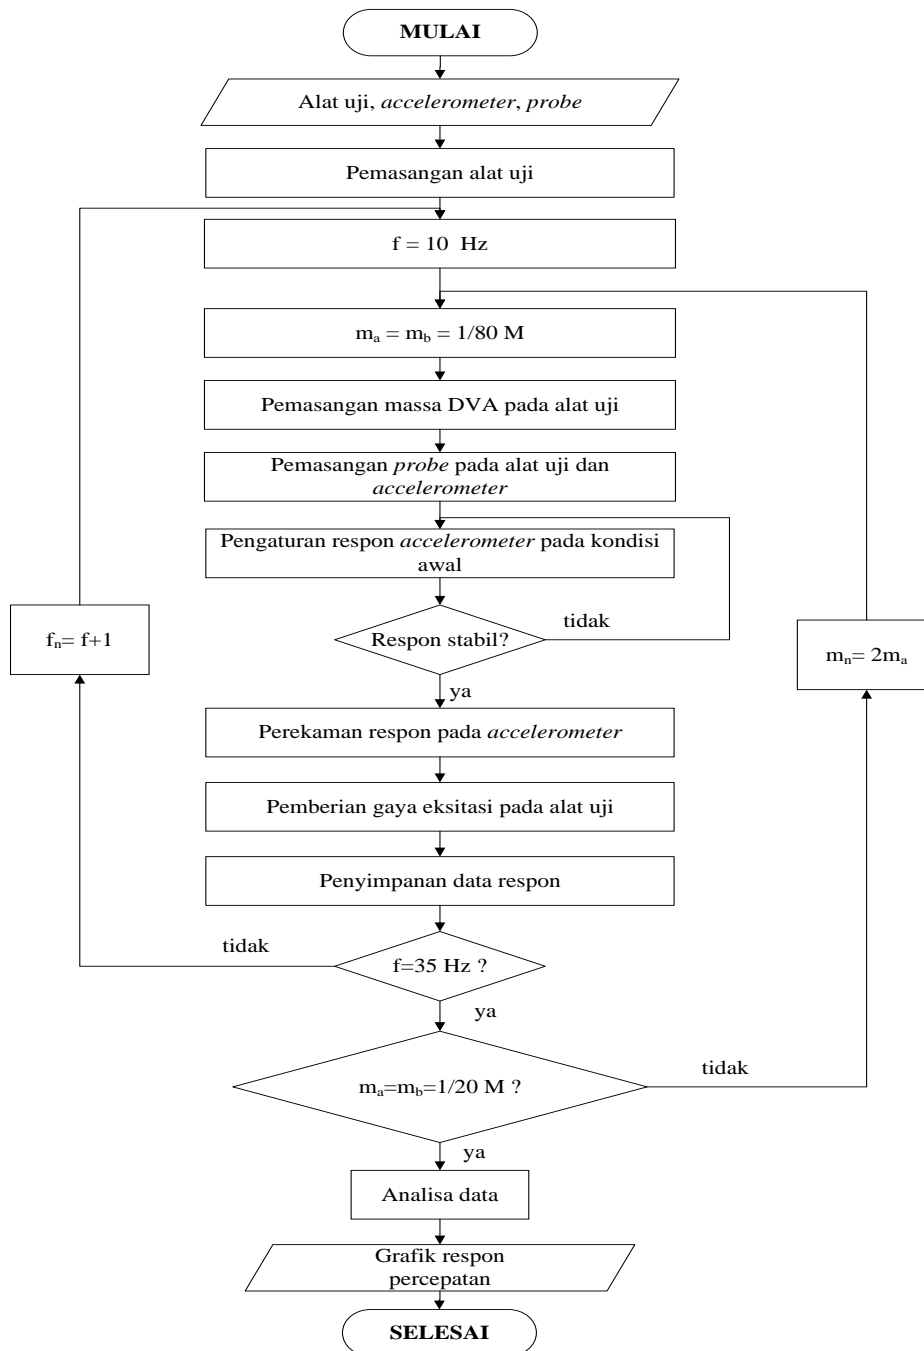 MULAI
Alat uji, accelerometer, probe
Pemasangan alat uji
f = 10 Hz
mₐ = m_b = 1/80 M
Pemasangan massa DVA pada alat uji
Pemasangan probe pada alat uji dan
accelerometer
Pengaturan respon accelerometer pada kondisi
awal
Respon stabil?
tidak
fₙ= f+1
mₙ= 2mₐ
ya
Perekaman respon pada accelerometer
Pemberian gaya eksitasi pada alat uji
Penyimpanan data respon
tidak
f=35 Hz ?
ya
mₐ=m_b=1/20 M ?
tidak
ya
Analisa data
Grafik respon
percepatan
SELESAI